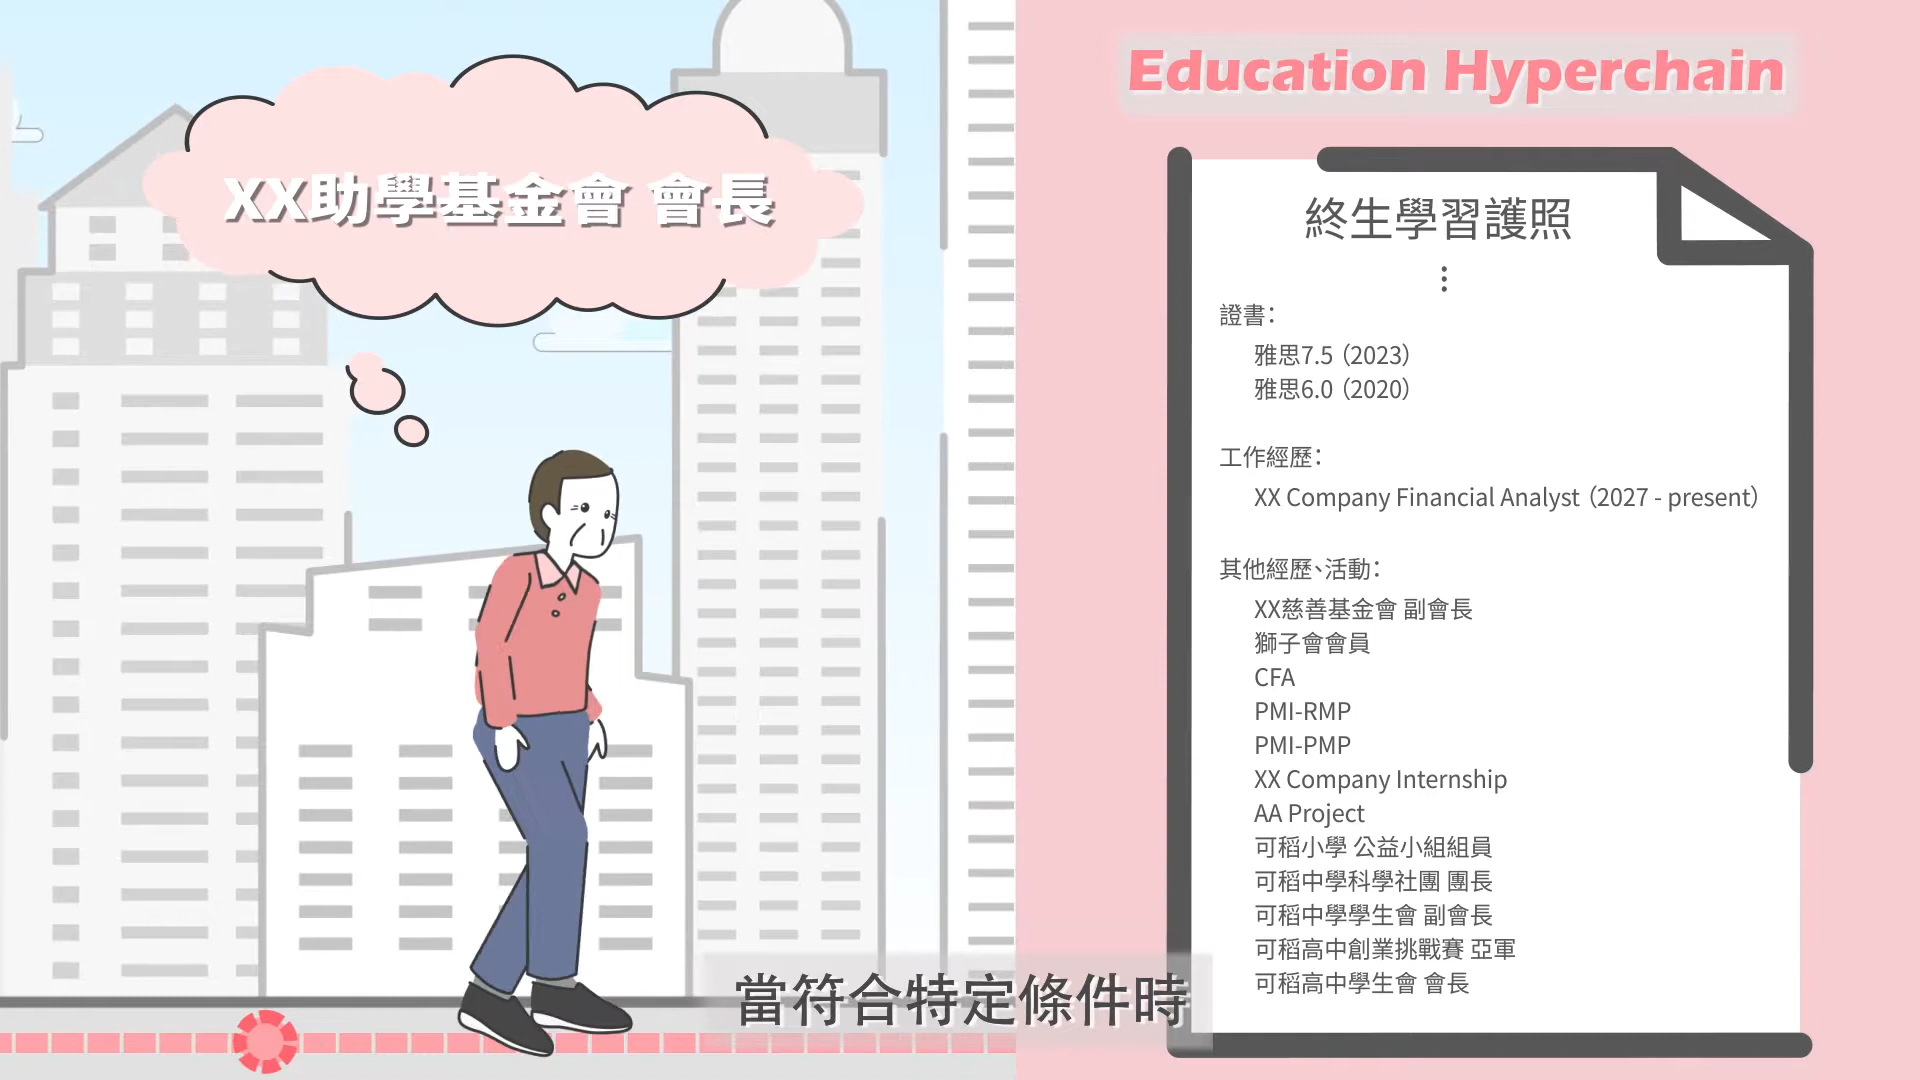 XX助學基金會 會長
Education Hyperchain
終生學習護照
⋮
證書：
雅思7.5（2023）
雅思6.0（2020）
工作經歷：
XX Company Financial Analyst（2027 - present）
其他經歷、活動：
XX慈善基金會 副會長
獅子會會員
CFA
PMI-RMP
PMI-PMP
XX Company Internship
AA Project
可稻小學 公益小組組員
可稻中學科學社團 團長
可稻中學學生會 副會長
可稻高中創業挑戰賽 亞軍
可稻高中學生會 會長
當符合特定條件時